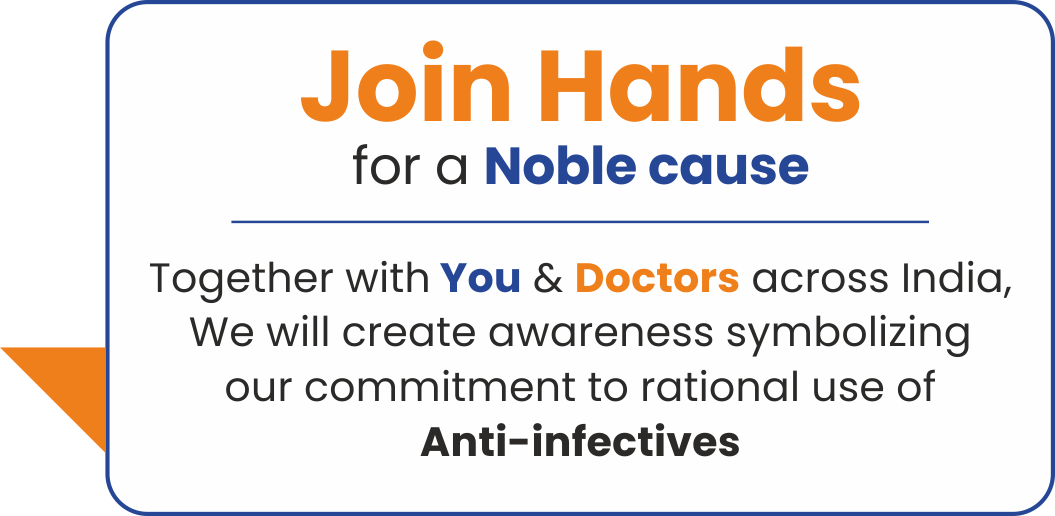 Join Hands
for a Noble cause
Together with You & Doctors across India,
We will create awareness symbolizing
our commitment to rational use of
Anti-infectives